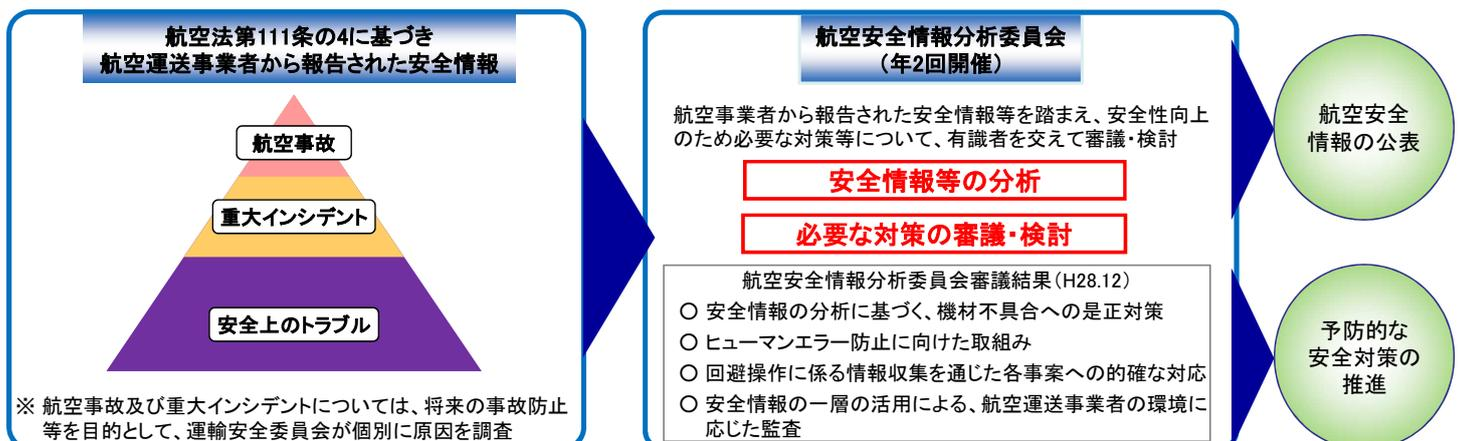 航空法第111条の4に基づき
航空運送事業者から報告された安全情報
航空事故
重大インシデント
安全上のトラブル
※ 航空事故及び重大インシデントについては、将来の事故防止
等を目的として、運輸安全委員会が個別に原因を調査
航空安全情報分析委員会
（年2回開催）
航空事業者から報告された安全情報等を踏まえ、安全性向上
のため必要な対策等について、有識者を交えて審議・検討
安全情報等の分析
必要な対策の審議・検討
航空安全情報分析委員会審議結果（H28.12）
○ 安全情報の分析に基づく、機材不具合への是正対策
○ ヒューマンエラー防止に向けた取組み
○ 回避操作に係る情報収集を通じた各事案への的確な対応
○ 安全情報の一層の活用による、航空運送事業者の環境に
応じた監査
航空安全
情報の公表
予防的な
安全対策の
推進